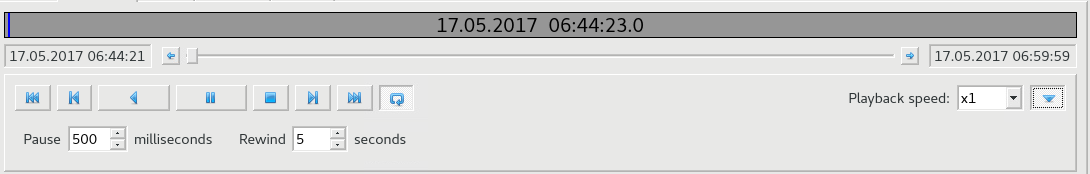 17.05.2017 06:44:23.0
17.05.2017 06:44:21 17.05.2017 06:59:59
Playback speed: x1
Pause 500 milliseconds Rewind 5 seconds